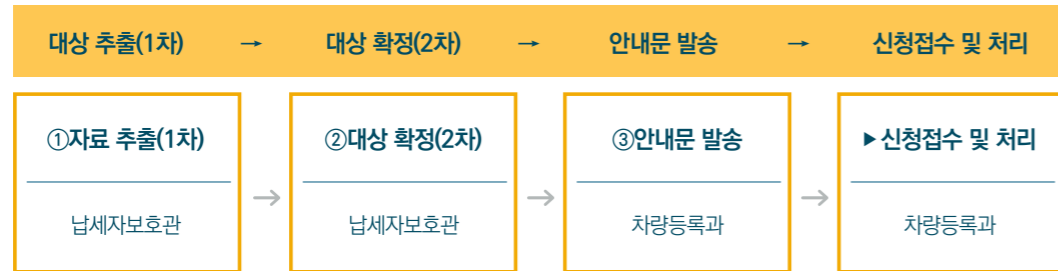 대상 추출(1차) → 대상 확정(2차) → 안내문 발송 → 신청접수 및 처리
①자료 추출(1차) ②대상 확정(2차) ③안내문 발송 ▶신청접수 및 처리
납세자보호관 → 납세자보호관 → 차량등록과 → 차량등록과